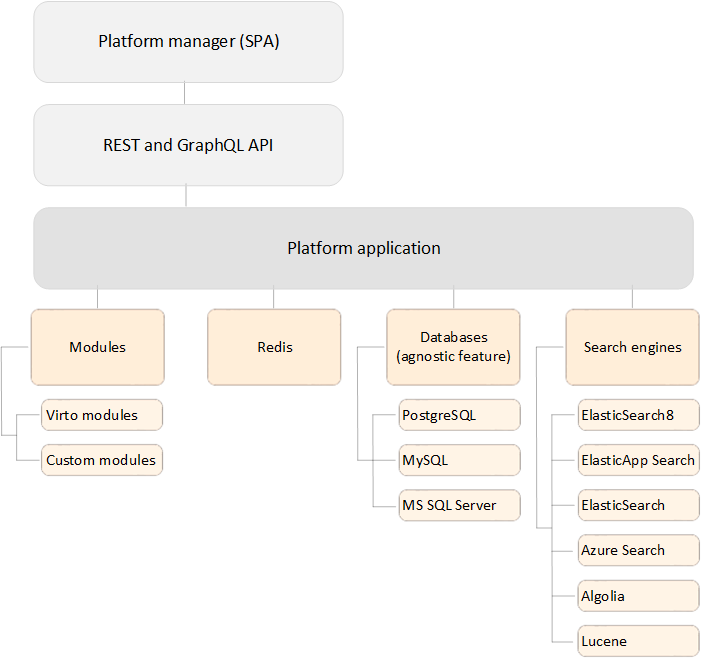 Platform manager (SPA)
REST and GraphQL API
Platform application
Modules
Virto modules
Custom modules
Redis
Databases
(agnostic feature)
PostgreSQL
MySQL
MS SQL Server
Search engines
ElasticSearch8
ElasticApp Search
ElasticSearch
Azure Search
Algolia
Lucene